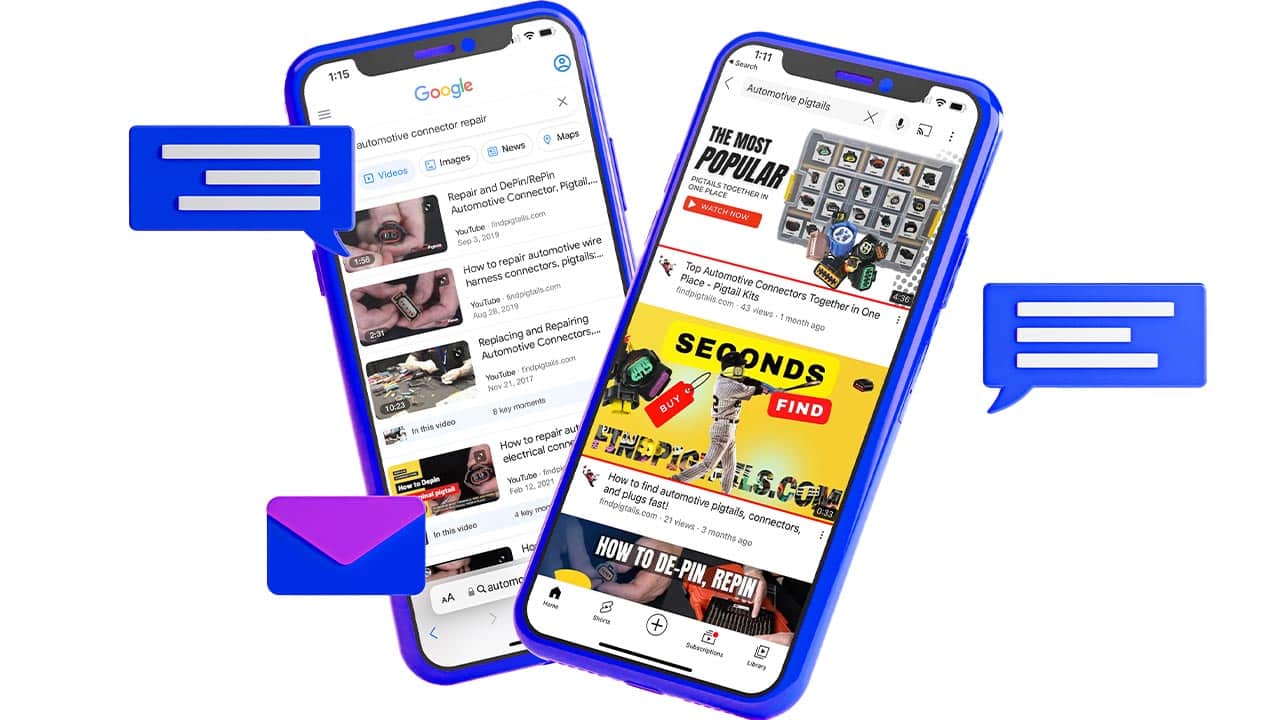 1:15
Google
automotive connector repair
Videos
Images
News
Maps
Repair and DePin/RePin
Automotive Connector, Pigtail,...
YouTube · findpigtails.com
Sep 3, 2019
1:56
How to repair automotive wire
harness connectors, pigtails:...
YouTube · findpigtails.com
Aug 28, 2019
2:31
Replacing and Repairing
Automotive Connectors,...
YouTube · findpigtails.com
Nov 21, 2017
10:23
In this video
8 key moments
How to repair aut
electrical conne
YouTube · findpi
Feb 12, 2021
How to Depin
In this video
4 key mom
Ho
AA
automo
1:11
Search
Automotive pigtails
THE MOST
POPULAR
PIGTAILS TOGETHER IN
ONE PLACE
WATCH NOW
4:36
Top Automotive Connectors Together in One
Place - Pigtail Kits
findpigtails.com · 43 views · 1 month ago
SECONDS
BUY
2
FIND
FINDPIGTAILS.COM
0:33
How to find automotive pigtails, connectors,
and plugs fast!
findpigtails.com · 21 views · 3 months ago
HOW TO DE-PIN, REPIN
Home
Shorts
Subscriptions
Library